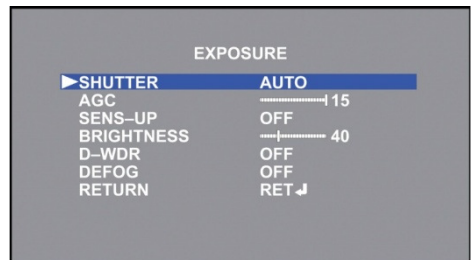 EXPOSURE
SHUTTER AUTO
AGC 15
SENS–UP OFF
BRIGHTNESS 40
D–WDR OFF
DEFOG OFF
RETURN RET